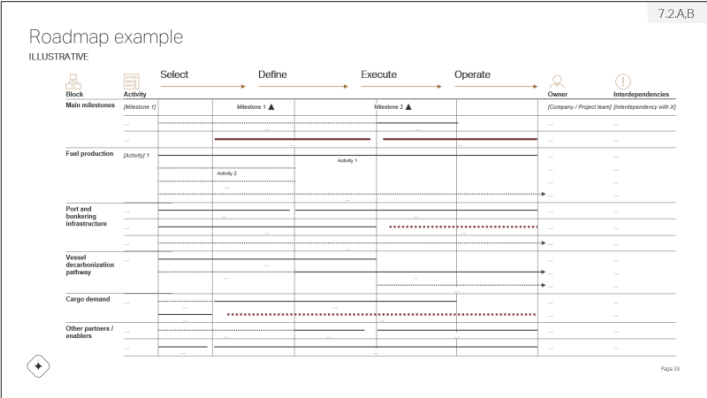 7.2.A,B
Roadmap example
ILLUSTRATIVE
Select Define Execute Operate
Block Activity Owner Interdependencies
Main milestones [Milestone 1] Milestone 1 ▲ Milestone 2 ▲ [Company / Project team] [Interdependency with X]
... ... ...
...
... ... ...
... ...
Fuel production [Activity] 1 ... ...
Activity 1
... ...
Activity 2
... ...
...
... ...
...
Port and
bunkering
infrastructure
... ... ...
... ...
... ... ...
... ...
... ... ...
...
Vessel
decarbonization
pathway
... ... ...
...
... ...
... ...
... ...
...
Cargo demand ... ... ...
... ...
... ...
... ...
Other partners /
enablers
... ... ...
... ... ...
... ... ...
... ...
Page 39